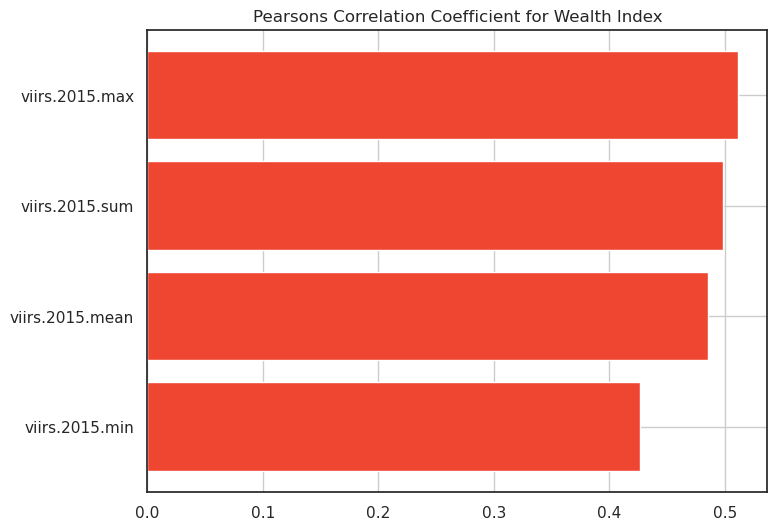 Pearsons Correlation Coefficient for Wealth Index
viirs.2015.max
viirs.2015.sum
viirs.2015.mean
viirs.2015.min
0.0 0.1 0.2 0.3 0.4 0.5